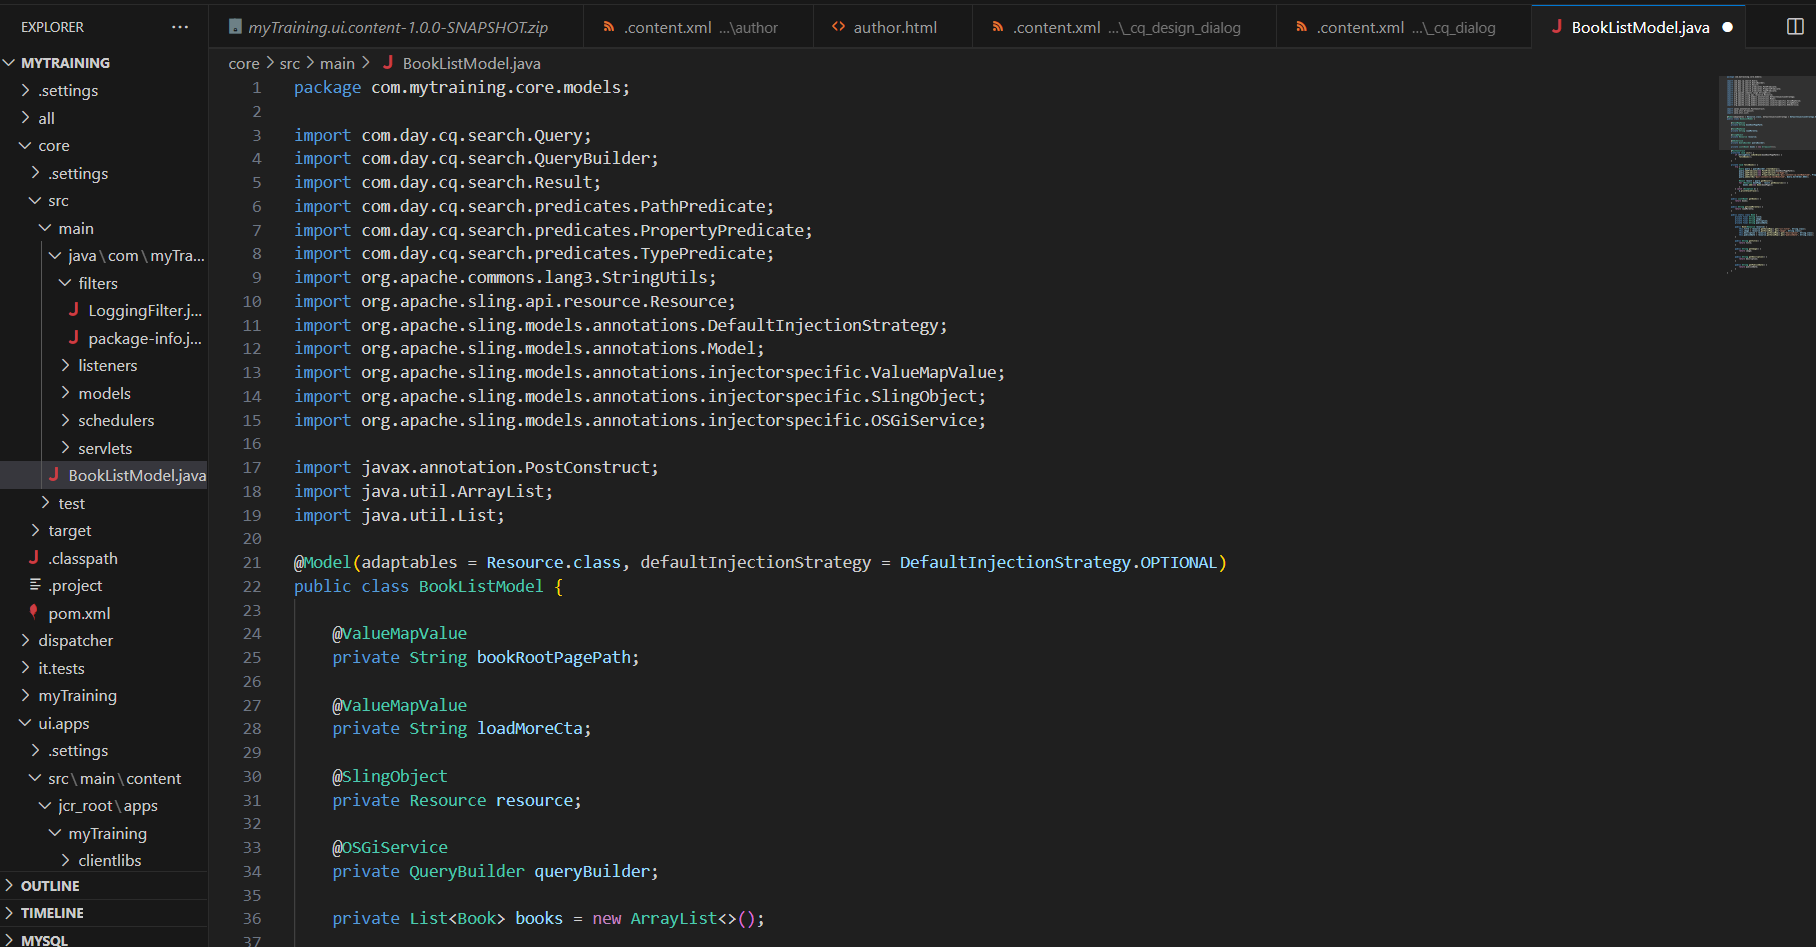 EXPLORER
MYTRAINING
.settings
all
core
.settings
src
main
java\com\myTra...
filters
LoggingFilter.j...
package-info.j...
listeners
models
schedulers
servlets
BookListModel.java
test
target
.classpath
.project
pom.xml
dispatcher
it.tests
myTraining
ui.apps
.settings
src\main\content
jcr_root\apps
myTraining
clientlibs
OUTLINE
TIMELINE
MYSQL
myTraining.ui.content-1.0.0-SNAPSHOT.zip
.content.xml ...\author
author.html
.content.xml ...\_cq_design_dialog
.content.xml ...\_cq_dialog
BookListModel.java
core > src > main > BookListModel.java
1 package com.mytraining.core.models;
2
3 import com.day.cq.search.Query;
4 import com.day.cq.search.QueryBuilder;
5 import com.day.cq.search.Result;
6 import com.day.cq.search.predicates.PathPredicate;
7 import com.day.cq.search.predicates.PropertyPredicate;
8 import com.day.cq.search.predicates.TypePredicate;
9 import org.apache.commons.lang3.StringUtils;
10 import org.apache.sling.api.resource.Resource;
11 import org.apache.sling.models.annotations.DefaultInjectionStrategy;
12 import org.apache.sling.models.annotations.Model;
13 import org.apache.sling.models.annotations.injectorspecific.ValueMapValue;
14 import org.apache.sling.models.annotations.injectorspecific.SlingObject;
15 import org.apache.sling.models.annotations.injectorspecific.OSGiService;
16
17 import javax.annotation.PostConstruct;
18 import java.util.ArrayList;
19 import java.util.List;
20
21 @Model(adaptables = Resource.class, defaultInjectionStrategy = DefaultInjectionStrategy.OPTIONAL)
22 public class BookListModel {
23
24 @ValueMapValue
25 private String bookRootPagePath;
26
27 @ValueMapValue
28 private String loadMoreCta;
29
30 @SlingObject
31 private Resource resource;
32
33 @OSGiService
34 private QueryBuilder queryBuilder;
35
36 private List<Book> books = new ArrayList<>();
37